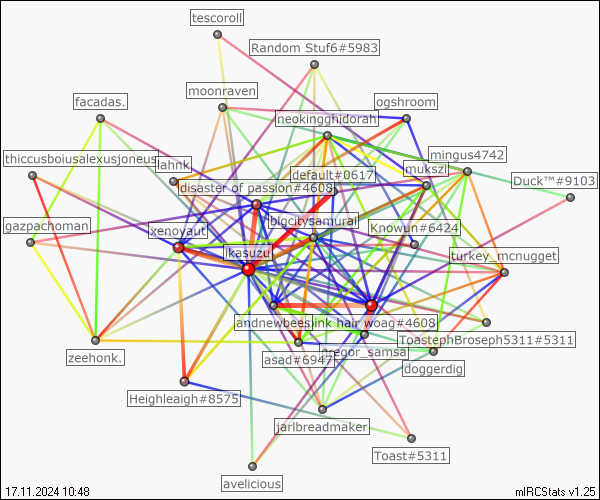 tescoroll
Random Stuf6#5983
moonraven
facadas.
ogshroom
neokingghidorah
mingus4742
thiccusboiusalexusjoneus
lahnk
default#0617
mukszi
Duck™#9103
disaster of passion#4608
gazpachoman
xenoyaut
bigcitysamurai
Knowun#6424
ikasuzu
turkey_mcnugget
andnewbees
pink hair woag#4608
ToastephBroseph5311#5311
zeehonk.
asad#6947
gregor_samsa
doggerdig
Heighleaigh#8575
jarlbreadmaker
Toast#5311
avelicious
17.11.2024 10:48
mIRCStats v1.25